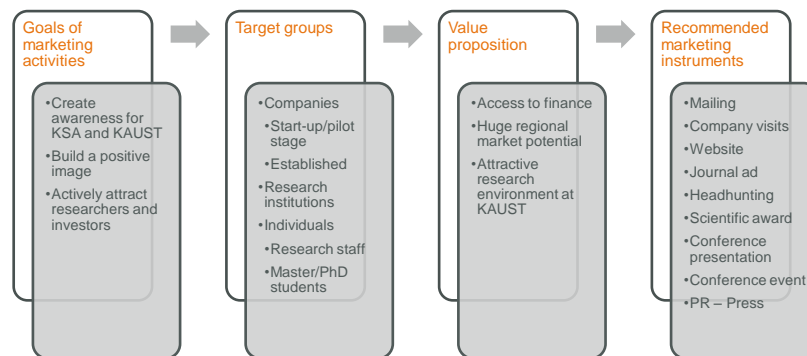 Goals of
marketing
activities
•Create
awareness for
KSA and KAUST
•Build a positive
image
•Actively attract
researchers and
investors
Target groups
•Companies
•Start-up/pilot
stage
•Established
•Research
institutions
•Individuals
•Research staff
•Master/PhD
students
Value
proposition
•Access to finance
•Huge regional
market potential
•Attractive
research
environment at
KAUST
Recommended
marketing
instruments
•Mailing
•Company visits
•Website
•Journal ad
•Headhunting
•Scientific award
•Conference
presentation
•Conference event
•PR – Press